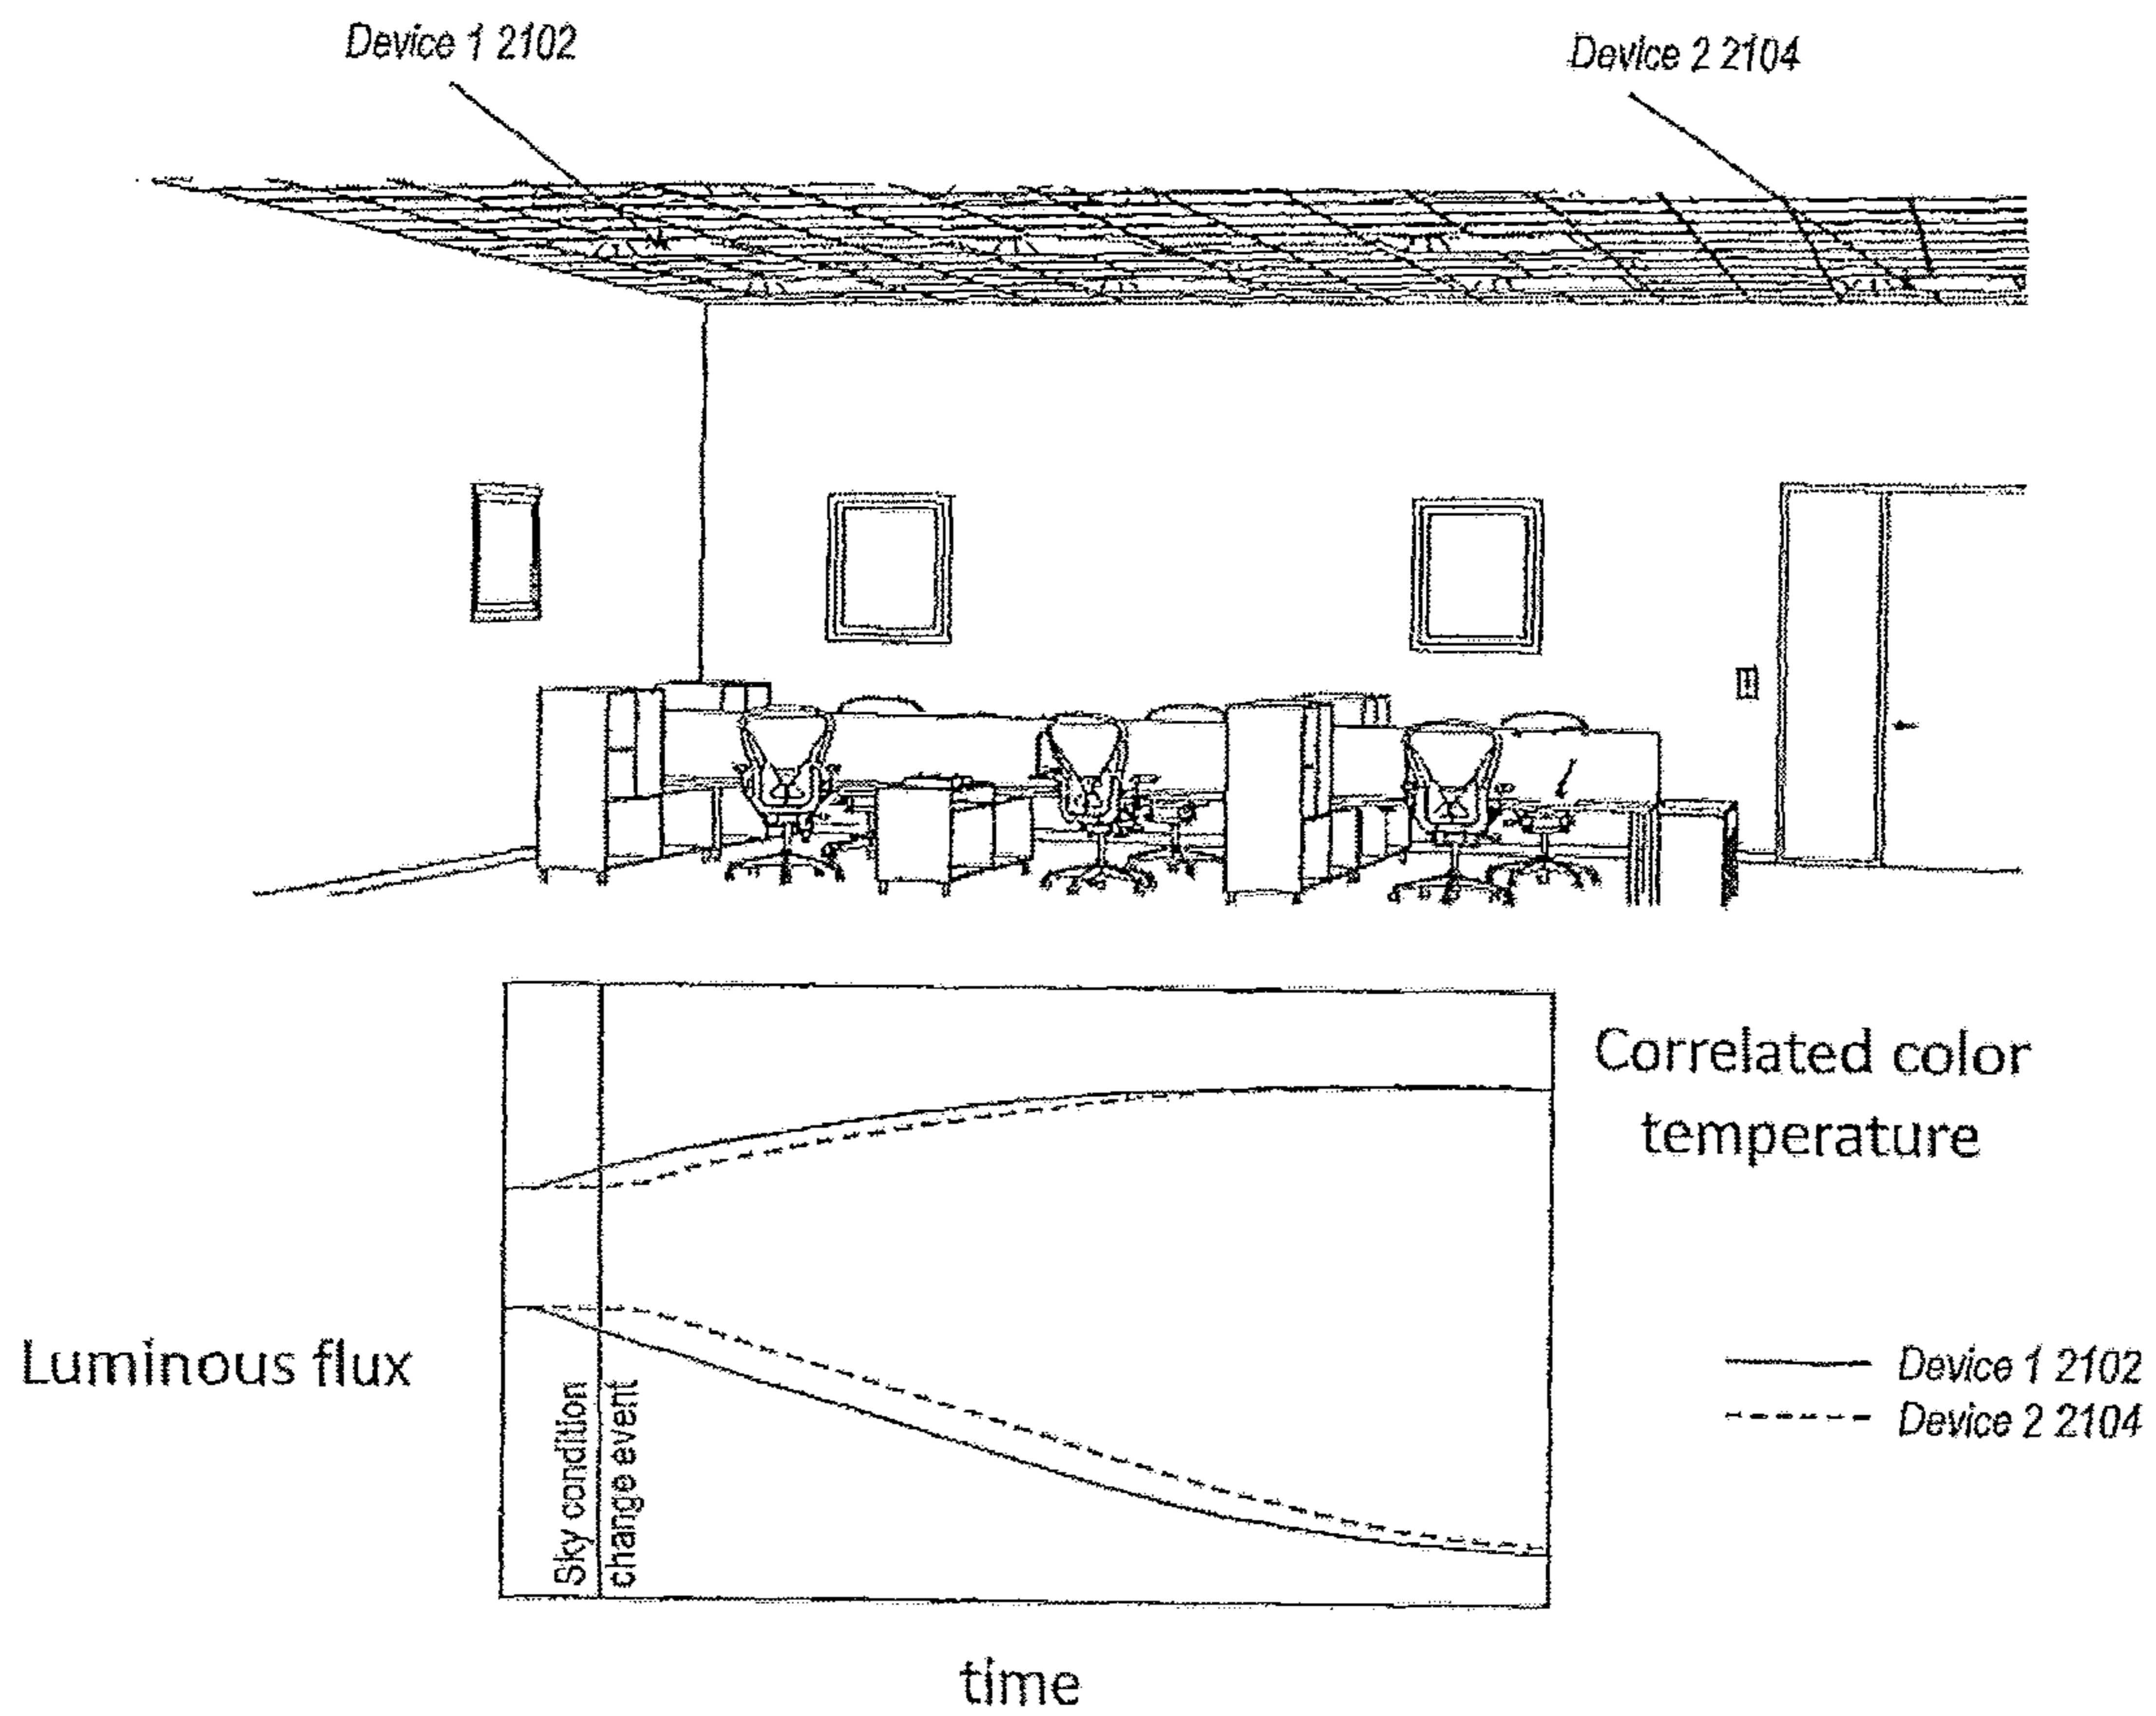 Device 1 2102
Device 2 2104
Correlated color
temperature
Luminous flux
Sky condition
change event
Device 1 2102
Device 2 2104
time